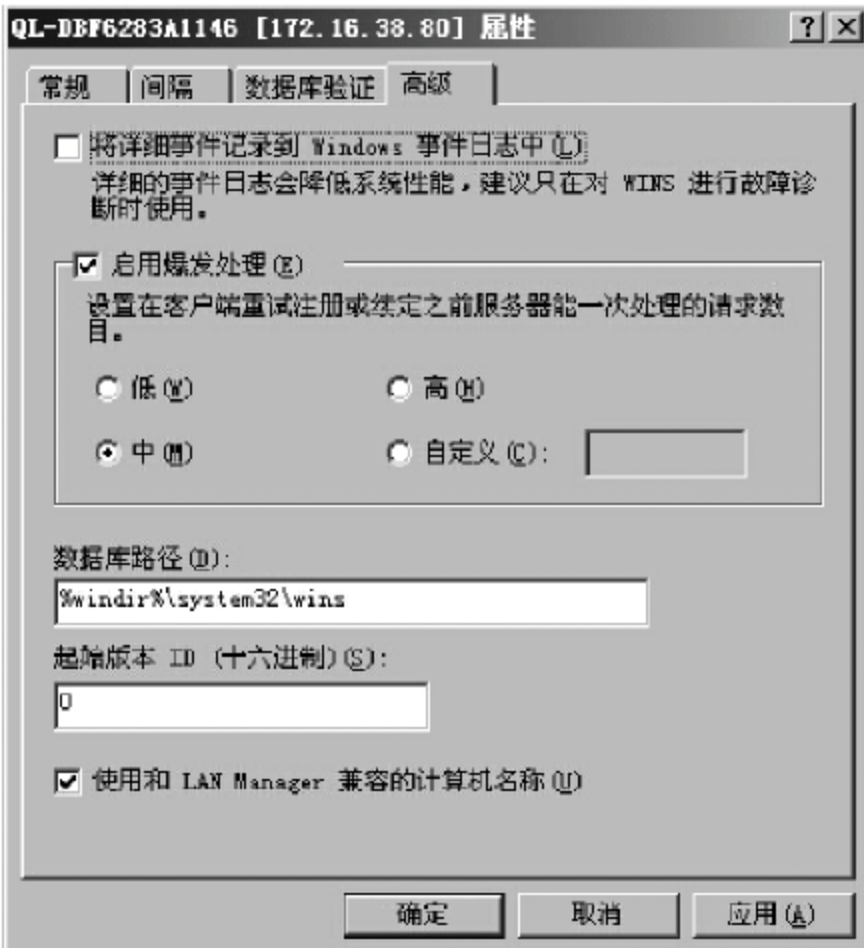 QL-DBF6283A1146 [172.16.38.80] 属性
常规 间隔 数据库验证 高级
将详细事件记录到 Windows 事件日志中(L)
详细的事件日志会降低系统性能，建议只在对 WINS 进行故障诊
断时使用。
启用爆发处理(E)
设置在客户端重试注册或续定之前服务器能一次处理的请求数
目。
低(W) 高(H)
中(M) 自定义(C):
数据库路径(D):
%windir%\system32\wins
起始版本 ID (十六进制)(S):
0
使用和 LAN Manager 兼容的计算机名称(U)
确定 取消 应用(A)